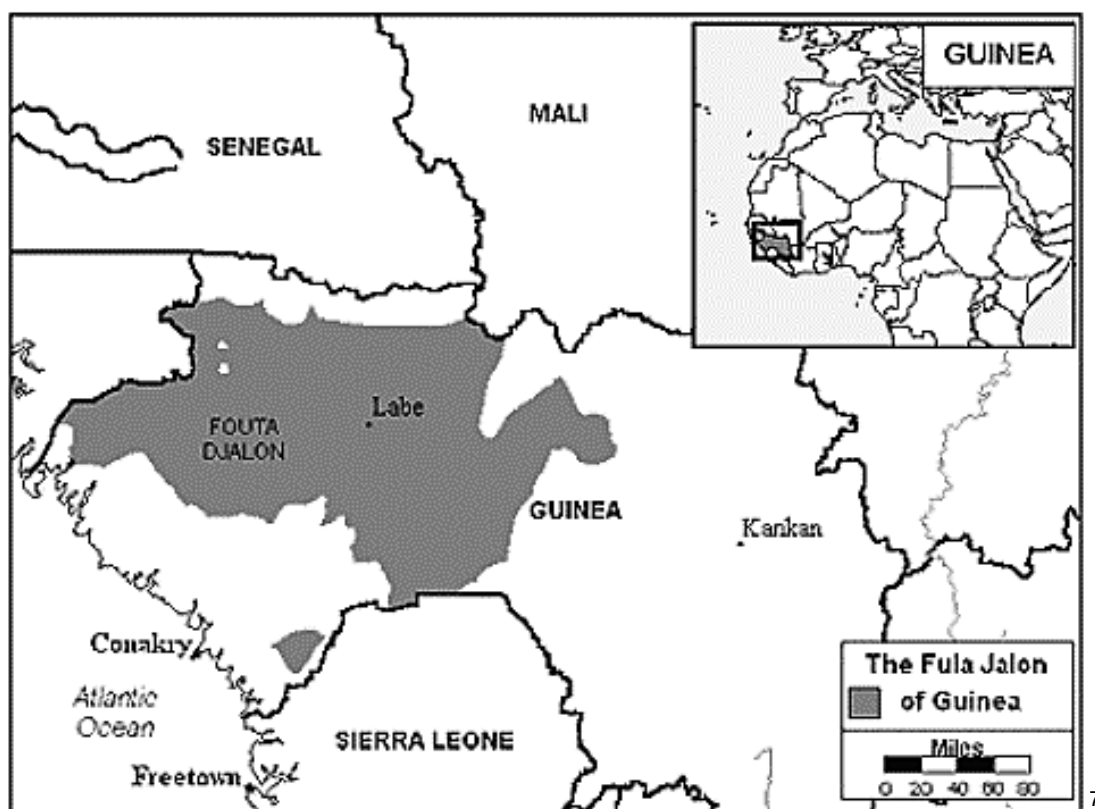 GUINEA
MALI
SENEGAL
Labe
FOUTA
DJALON
GUINEA
Kankan
Conakry
Atlantic
Ocean
SIERRA LEONE
Freetown
The Fula Jalon
of Guinea
Miles
0 20 40 60 80
7